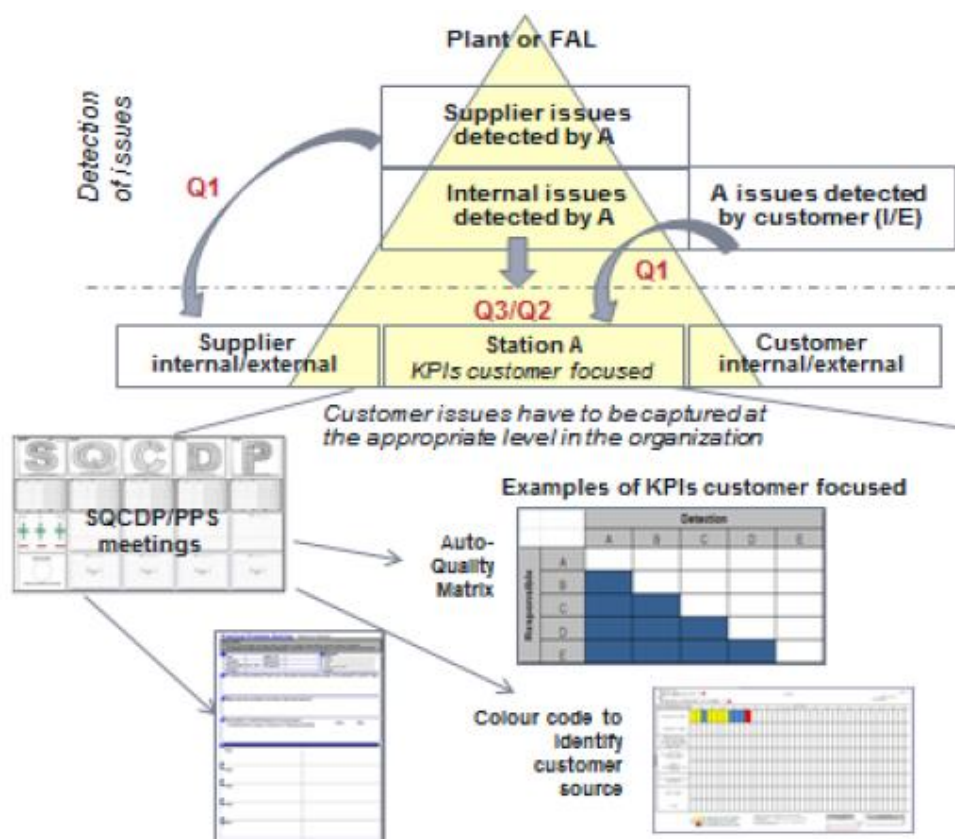 Plant or FAL
Detection
of issues
Supplier issues
detected by A
Q1
Internal issues
detected by A
A issues detected
by customer (I/E)
Q1
Q3/Q2
Supplier
internal/external
Station A
KPIs customer focused
Customer
internal/external
Customer issues have to be captured at
the appropriate level in the organization
S Q C D P
SQCDP/PPS
meetings
Examples of KPIs customer focused
Auto-
Quality
Matrix
Detection
A B C D E
Responsible
A
B
C
D
E
Colour code to
identify
customer
source